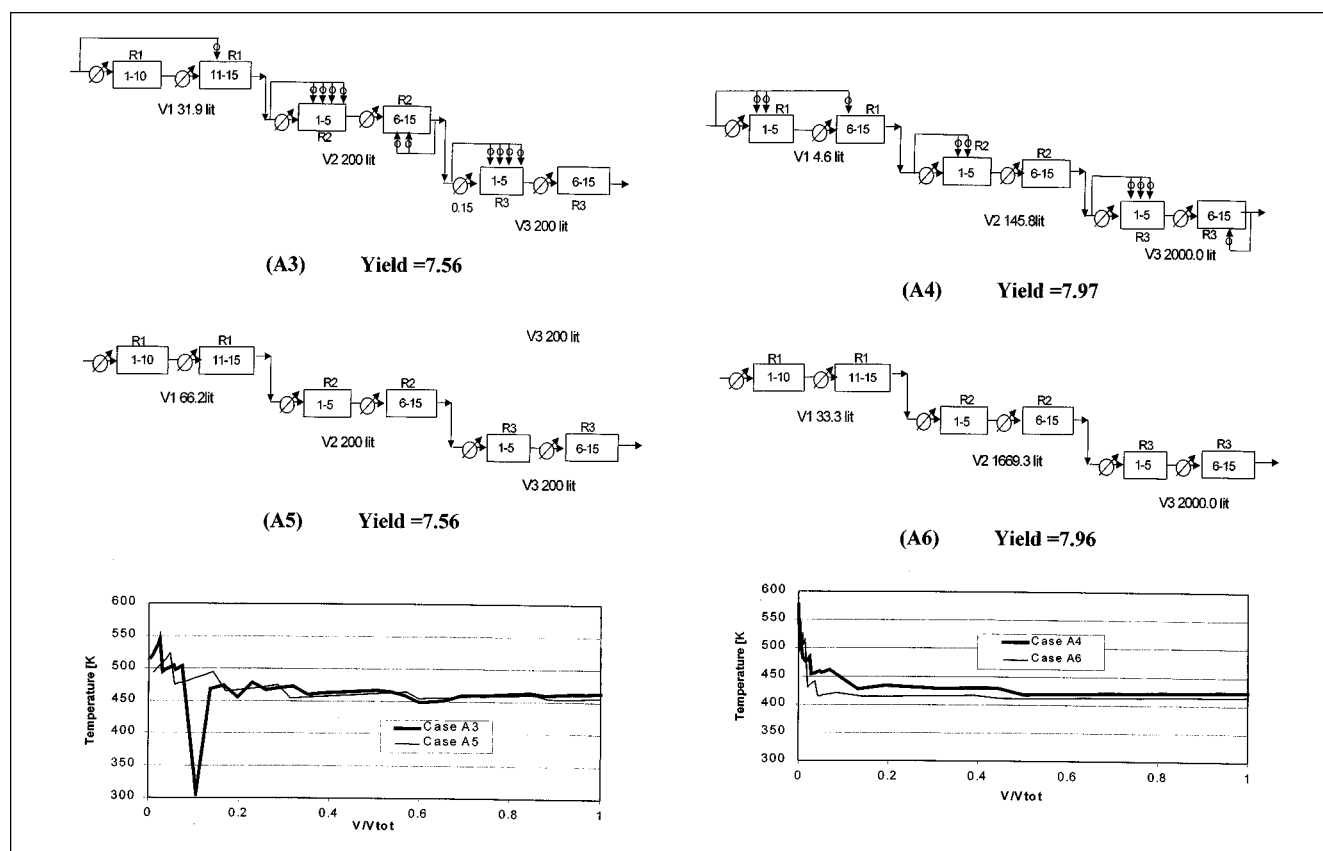 R1 R1
1-10 11-15
V1 31.9 lit
R2
1-5 6-15
R2
V2 200 lit
1-5 6-15
0.15 R3 R3
V3 200 lit
(A3) Yield =7.56
R1 R1
1-5 6-15
V1 4.6 lit
R2 R2
1-5 6-15
V2 145.8lit
1-5 6-15
R3 R3
V3 2000.0 lit
(A4) Yield =7.97
V3 200 lit
R1 R1
1-10 11-15
V1 66.2lit
R2 R2
1-5 6-15
V2 200 lit
R3 R3
1-5 6-15
V3 200 lit
(A5) Yield =7.56
R1 R1
1-10 11-15
V1 33.3 lit
R2 R2
1-5 6-15
V2 1669.3 lit
R3 R3
1-5 6-15
V3 2000.0 lit
(A6) Yield =7.96
Temperature [K
600
550
500
450
400
350
300
Case A3
Case A5
0 0.2 0.4 0.6 0.8 1
V/Vtot
Temperature [K
600
550
500
450
400
350
300
Case A4
Case A6
0 0.2 0.4 0.6 0.8 1
V/Vtot